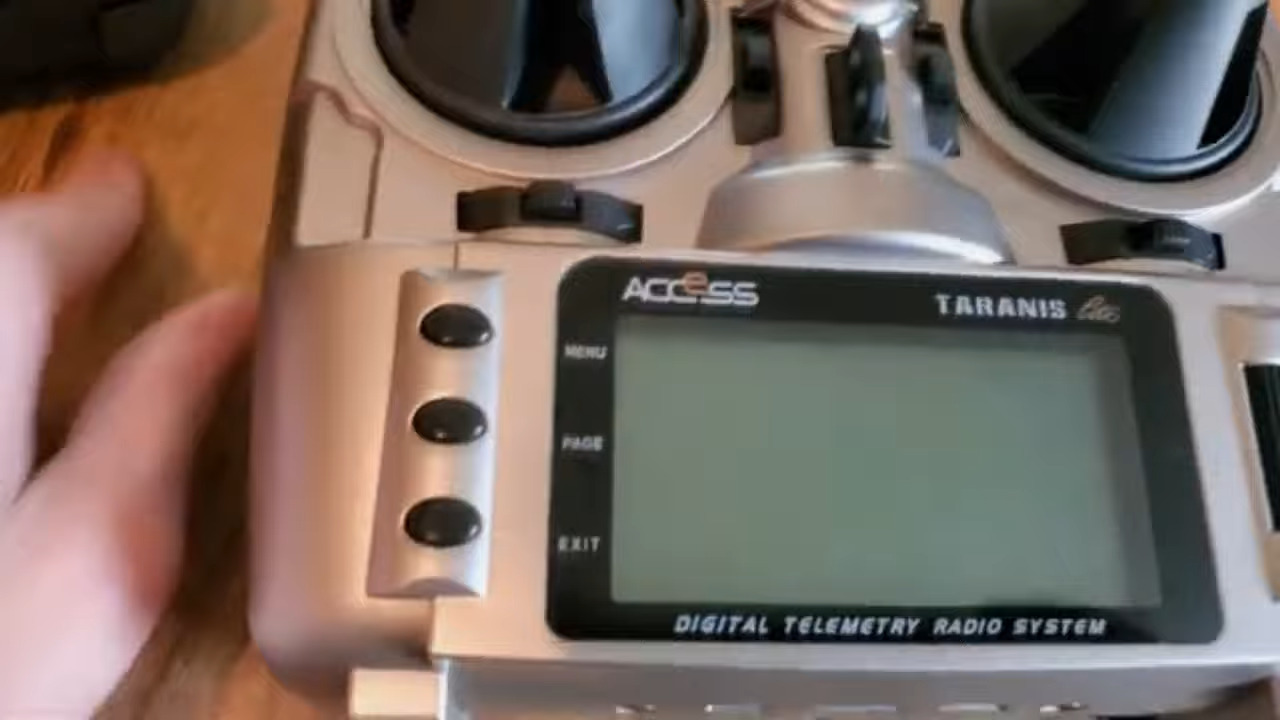 ACCeSS
TARANIS
MENU
PAGE
EXIT
DIGITAL TELEMETRY RADIO SYSTEM